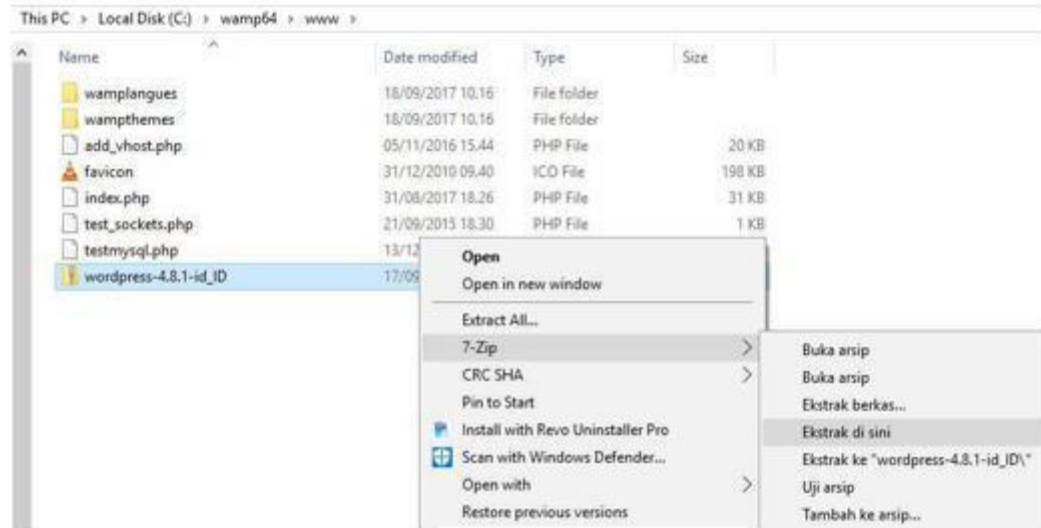 This PC > Local Disk (C:) > wamp64 > www >
Name Date modified Type Size
wamplangues 18/09/2017 10.16 File folder
wampthemes 18/09/2017 10.16 File folder
add_vhost.php 05/11/2016 15.44 PHP File 20 KB
favicon 31/12/2010 09.40 ICO File 198 KB
index.php 31/08/2017 18.26 PHP File 31 KB
test_sockets.php 21/09/2015 18.30 PHP File 1 KB
testmysql.php 13/12
wordpress-4.8.1-id_ID 17/09
Open
Open in new window
Extract All...
7-Zip
CRC SHA
Pin to Start
Install with Revo Uninstaller Pro
Scan with Windows Defender...
Open with
Restore previous versions
Buka arsip
Buka arsip
Ekstrak berkas...
Ekstrak di sini
Ekstrak ke "wordpress-4.8.1-id_ID\"
Uji arsip
Tambah ke arsip...